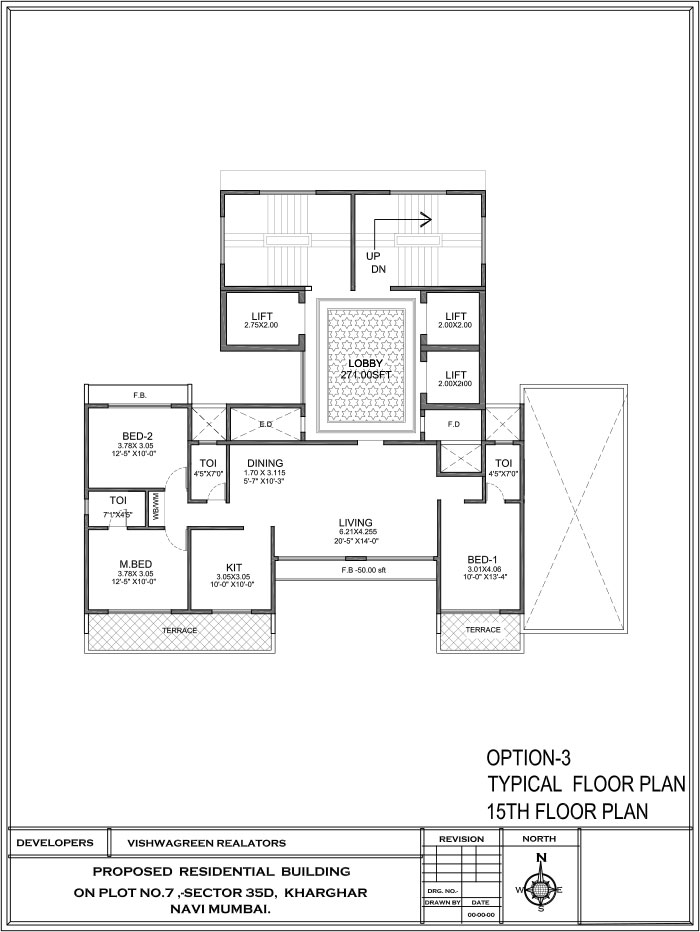 UP
DN
LIFT
2.75X2.00
LIFT
2.00X2.00
LOBBY
271.00SFT
LIFT
2.00X2.00
F.B.
E.D
F.D
BED-2
3.78X 3.05
12'-5" X10'-0"
TOI
4'5"X7'0"
DINING
1.70 X 3.115
5'-7" X10'-3"
TOI
4'5"X7'0"
TOI
7'1"X4'5"
WB/WM
LIVING
6.21X4.255
20'-5" X14'-0"
M.BED
3.78X 3.05
12'-5" X10'-0"
KIT
3.05X3.05
10'-0" X10'-0"
F.B -50.00 sft
BED-1
3.01X4.06
10'-0" X13'-4"
TERRACE
TERRACE
OPTION-3
TYPICAL FLOOR PLAN
15TH FLOOR PLAN
DEVELOPERS
VISHWAGREEN REALATORS
PROPOSED RESIDENTIAL BUILDING
ON PLOT NO.7 ,-SECTOR 35D, KHARGHAR
NAVI MUMBAI.
REVISION
DRG. NO.-
DRAWN BY
DATE
00-00-00
NORTH
N
W
E
S